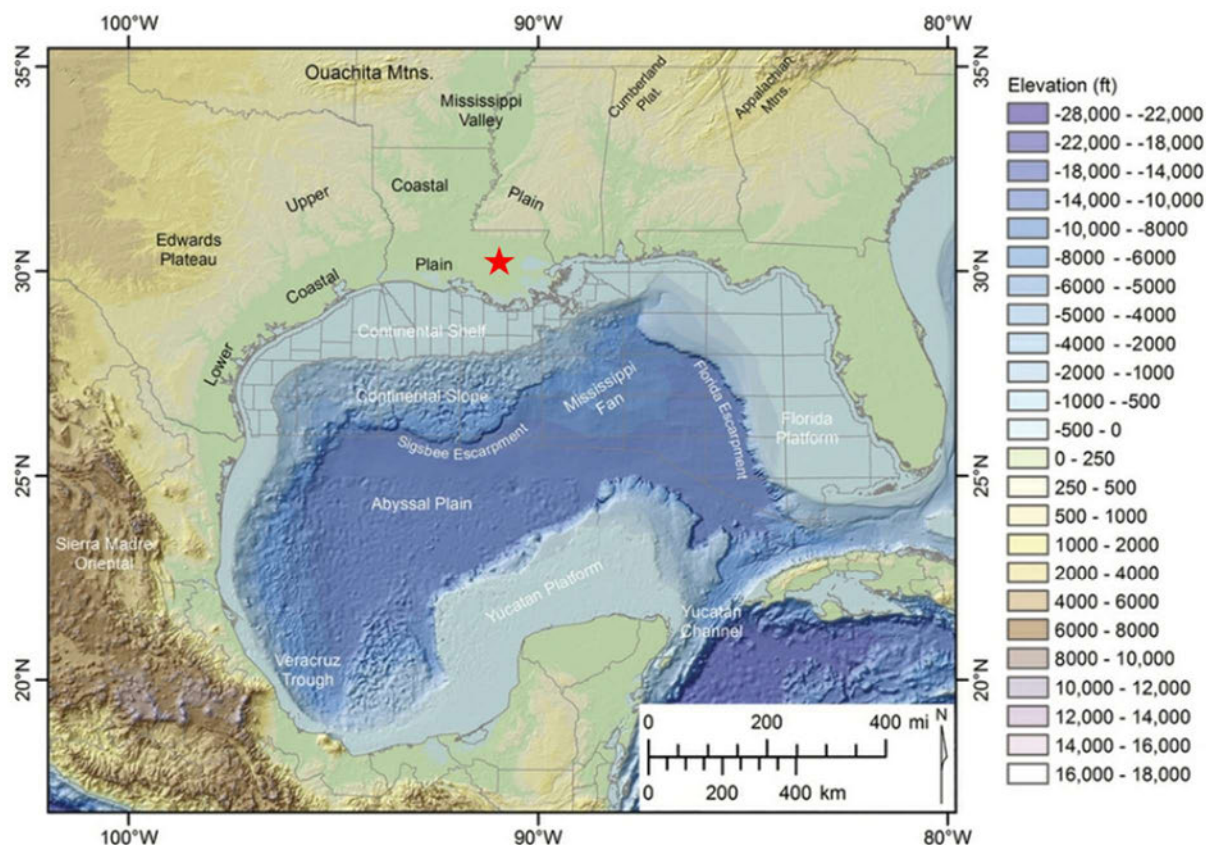 100°W
90°W
80°W
35°N
35°N
Ouachita Mtns.
Mississippi
Valley
Cumberland
Plat.
Appalachian
Mtns.
Upper
Coastal
Plain
Edwards
Plateau
30°N
30°N
Coastal
Plain
Lower
Continental Shelf
Continental Slope
Mississippi
Fan
Florida Escarpment
Florida
Platform
Sigsbee Escarpment
25°N
25°N
Abyssal Plain
Sierra Madre
Oriental
Yucatan Platform
Yucatan
Channel
Veracruz
Trough
20°N
20°N
0 200 400 mi
N
0 200 400 km
100°W
90°W
80°W
Elevation (ft)
-28,000 - -22,000
-22,000 - -18,000
-18,000 - -14,000
-14,000 - -10,000
-10,000 - -8000
-8000 - -6000
-6000 - -5000
-5000 - -4000
-4000 - -2000
-2000 - -1000
-1000 - -500
-500 - 0
0 - 250
250 - 500
500 - 1000
1000 - 2000
2000 - 4000
4000 - 6000
6000 - 8000
8000 - 10,000
10,000 - 12,000
12,000 - 14,000
14,000 - 16,000
16,000 - 18,000